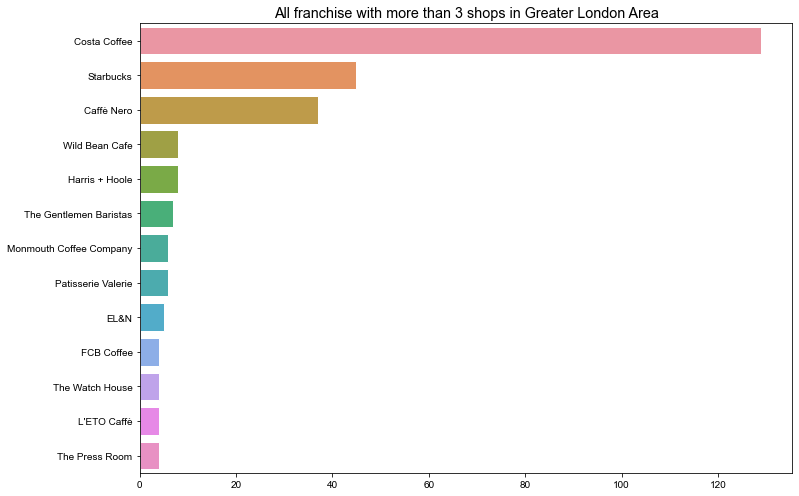 All franchise with more than 3 shops in Greater London Area
Costa Coffee
Starbucks
Caffè Nero
Wild Bean Cafe
Harris + Hoole
The Gentlemen Baristas
Monmouth Coffee Company
Patisserie Valerie
EL&N
FCB Coffee
The Watch House
L'ETO Caffè
The Press Room
0 20 40 60 80 100 120